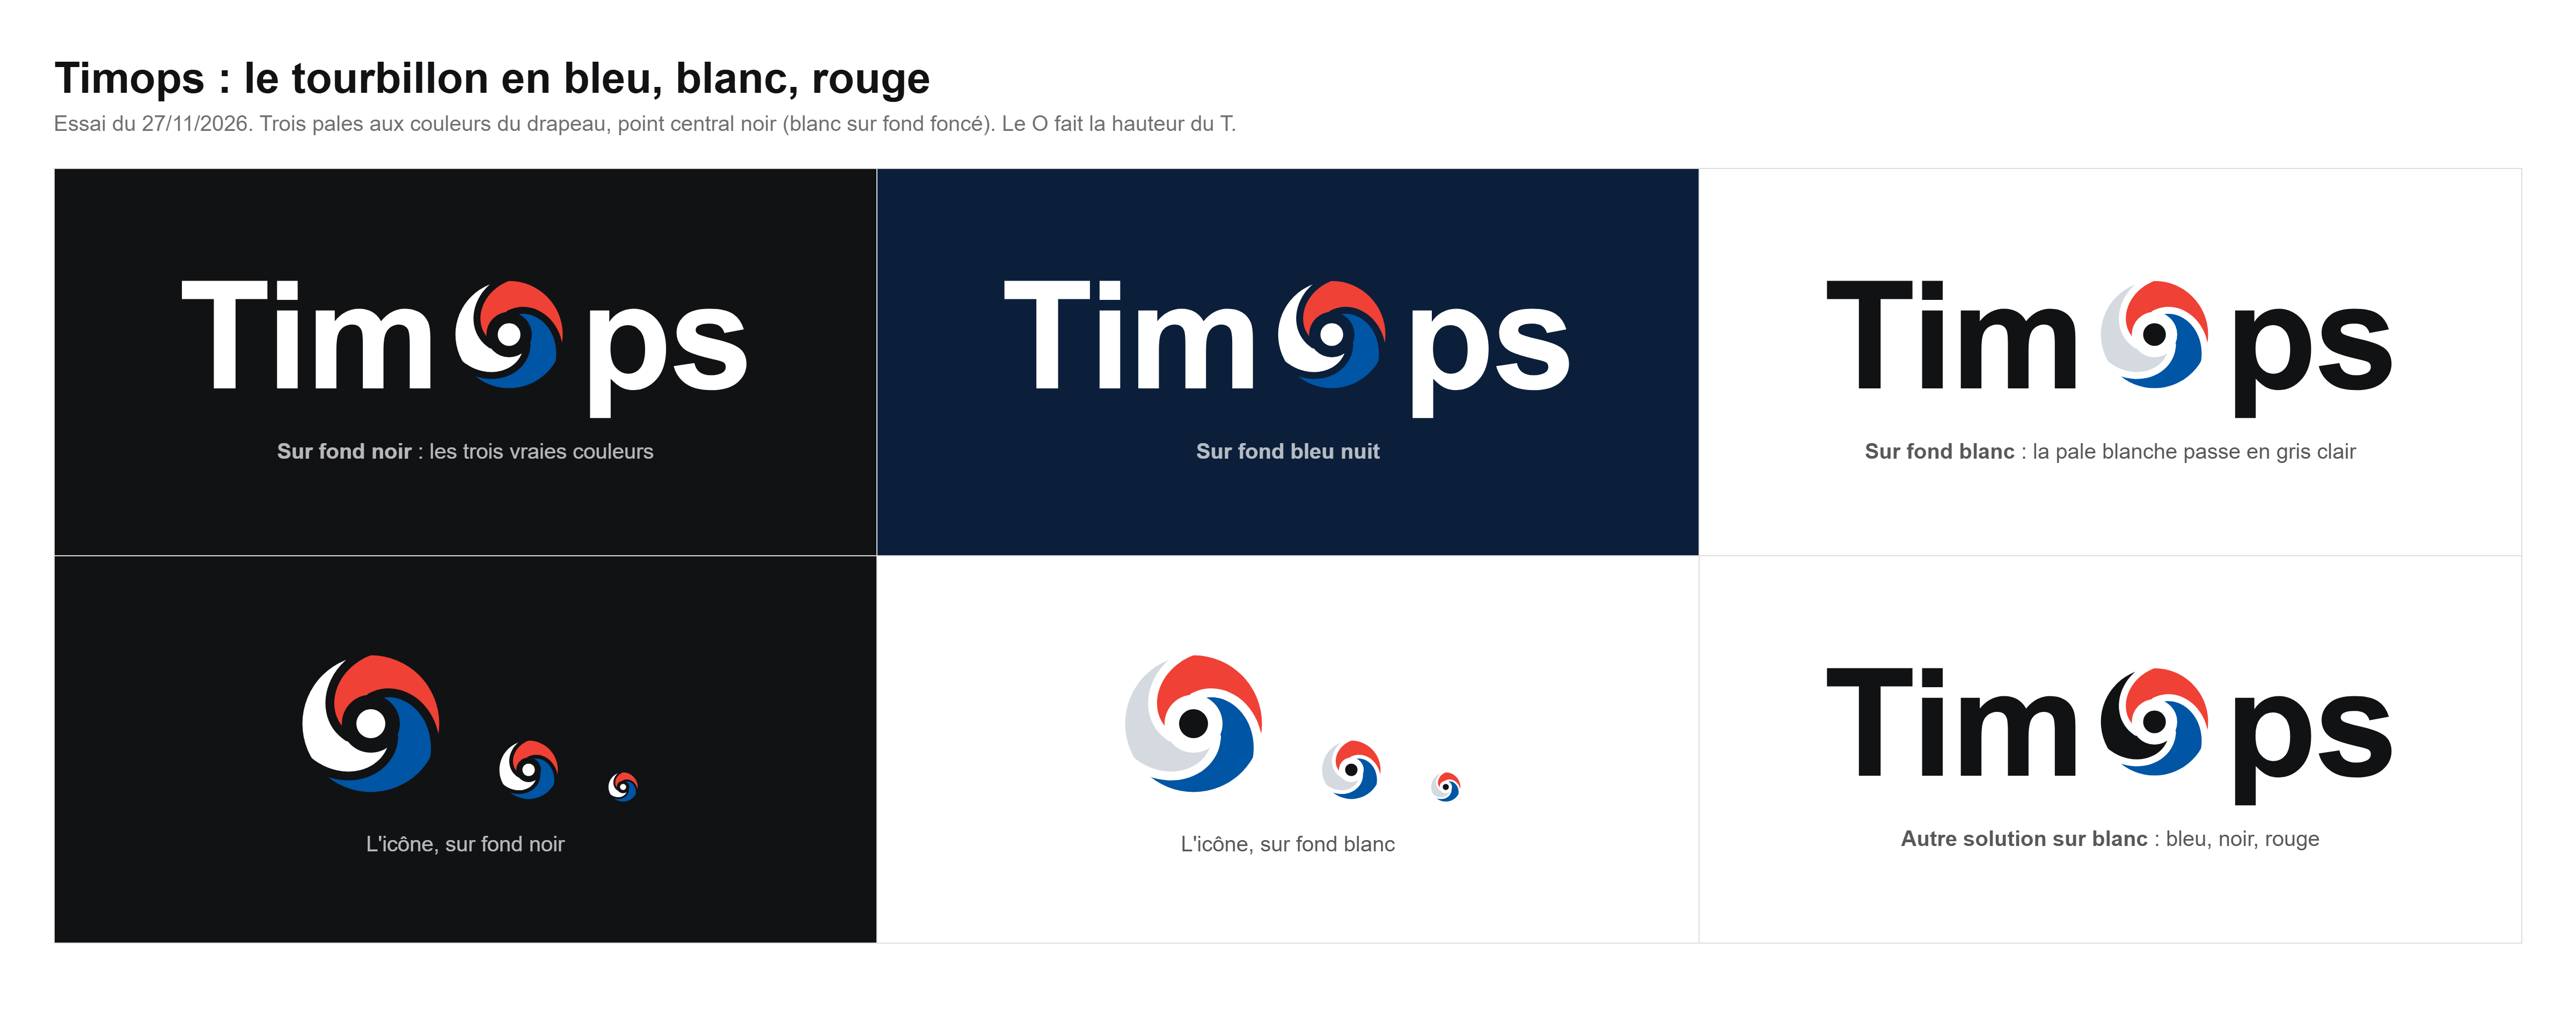 Timops : le tourbillon en bleu, blanc, rouge
Essai du 27/11/2026. Trois pales aux couleurs du drapeau, point central noir (blanc sur fond foncé). Le O fait la hauteur du T.
Timops
Sur fond noir : les trois vraies couleurs
Timops
Sur fond bleu nuit
Timops
Sur fond blanc : la pale blanche passe en gris clair
L'icône, sur fond noir
L'icône, sur fond blanc
Timops
Autre solution sur blanc : bleu, noir, rouge